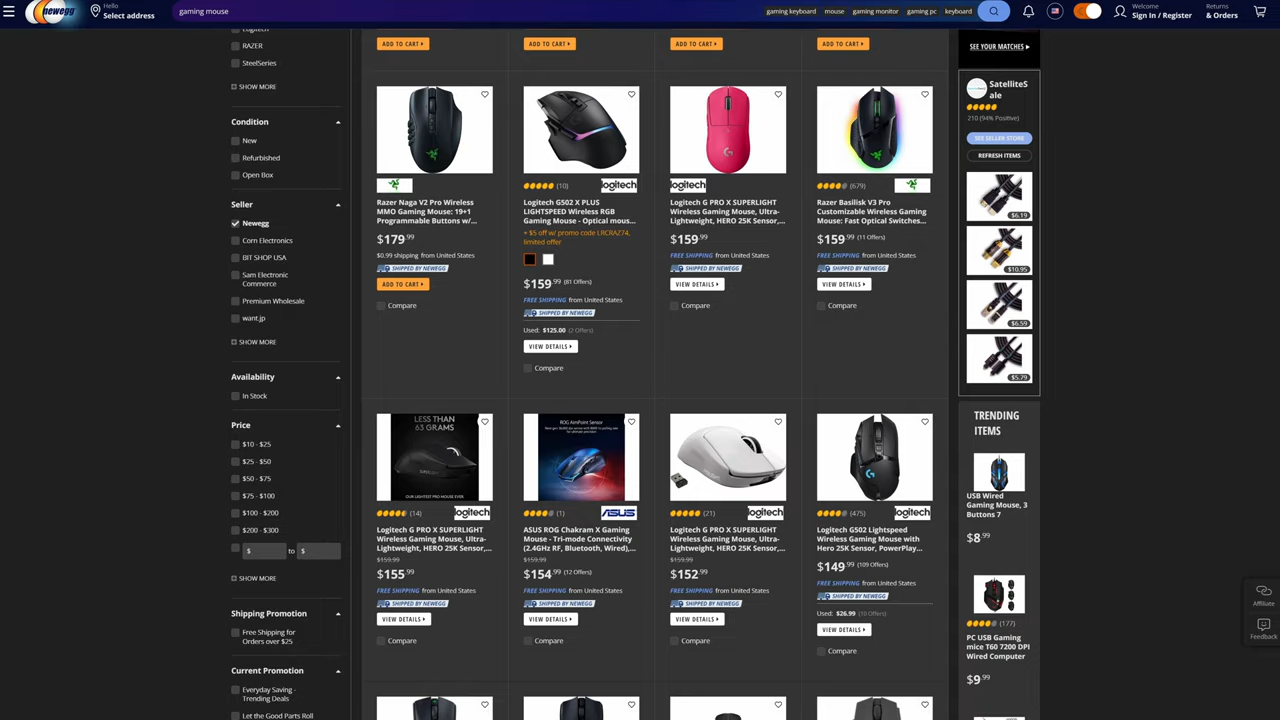 newegg
Hello
Select address
gaming mouse
gaming keyboard mouse gaming monitor gaming pc keyboard
Welcome
Sign In / Register
Returns
& Orders
Logitech
RAZER
SteelSeries
SHOW MORE
Condition
New
Refurbished
Open Box
Seller
Newegg
Corn Electronics
BIT SHOP USA
Sam Electronic
Commerce
Premium Wholesale
want.jp
SHOW MORE
Availability
In Stock
Price
$10 - $25
$25 - $50
$50 - $75
$75 - $100
$100 - $200
$200 - $300
$ to $
SHOW MORE
Shipping Promotion
Free Shipping for
Orders over $25
Current Promotion
Everyday Saving -
Trending Deals
Let the Good Parts Roll
ADD TO CART ADD TO CART ADD TO CART ADD TO CART
Razer Naga V2 Pro Wireless
MMO Gaming Mouse: 19+1
Programmable Buttons w/...
$179.99
$0.99 shipping from United States
SHIPPED BY NEWEGG
ADD TO CART
Compare
(10) logitech
Logitech G502 X PLUS
LIGHTSPEED Wireless RGB
Gaming Mouse - Optical mous...
+ $5 off w/ promo code LRCRAZ74,
limited offer
$159.99 (81 Offers)
FREE SHIPPING from United States
SHIPPED BY NEWEGG
Used: $125.00 (2 Offers)
VIEW DETAILS
Compare
logitech
Logitech G PRO X SUPERLIGHT
Wireless Gaming Mouse, Ultra-
Lightweight, HERO 25K Sensor,...
$159.99
FREE SHIPPING from United States
SHIPPED BY NEWEGG
VIEW DETAILS
Compare
(679)
Razer Basilisk V3 Pro
Customizable Wireless Gaming
Mouse: Fast Optical Switches...
$159.99 (11 Offers)
FREE SHIPPING from United States
SHIPPED BY NEWEGG
VIEW DETAILS
Compare
LESS THAN
63 GRAMS
OUR LIGHTEST PRO MOUSE EVER
(14) logitech
Logitech G PRO X SUPERLIGHT
Wireless Gaming Mouse, Ultra-
Lightweight, HERO 25K Sensor,...
$159.99
$155.99
FREE SHIPPING from United States
SHIPPED BY NEWEGG
VIEW DETAILS
Compare
ROG AimPoint Sensor
(1) ASUS
ASUS ROG Chakram X Gaming
Mouse - Tri-mode Connectivity
(2.4GHz RF, Bluetooth, Wired),...
$159.99
$154.99 (12 Offers)
FREE SHIPPING from United States
SHIPPED BY NEWEGG
VIEW DETAILS
Compare
(21) logitech
Logitech G PRO X SUPERLIGHT
Wireless Gaming Mouse, Ultra-
Lightweight, HERO 25K Sensor,...
$159.99
$152.99
FREE SHIPPING from United States
SHIPPED BY NEWEGG
VIEW DETAILS
Compare
(475) logitech
Logitech G502 Lightspeed
Wireless Gaming Mouse with
Hero 25K Sensor, PowerPlay...
$149.99 (109 Offers)
FREE SHIPPING from United States
SHIPPED BY NEWEGG
Used: $26.99 (10 Offers)
VIEW DETAILS
Compare
SEE YOUR MATCHES
SatelliteS
ale
210 (94% Positive)
SEE SELLER STORE
REFRESH ITEMS
$6.19
$10.95
$6.59
$5.79
TRENDING
ITEMS
USB Wired
Gaming Mouse, 3
Buttons 7
$8.99
(177)
PC USB Gaming
mice T60 7200 DPI
Wired Computer
$9.99
Affiliate
Feedback